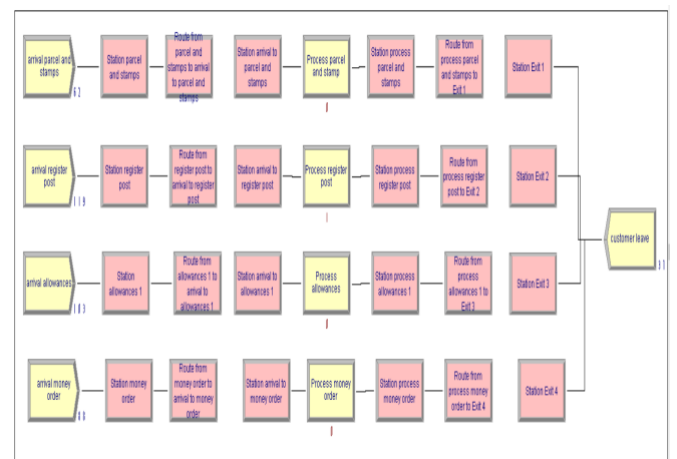 arrival parcel and
stamps
Station parcel
and stamps
Route from
parcel and
stamps to arrival
to parcel and
stamps
Station arrival to
parcel and
stamps
Process parcel
and stamp
Station process
parcel and
stamps
Route from
process parcel
and stamps to
Exit 1
Station Exit 1
arrival register
post
Station register
post
Route from
register post to
arrival to register
post
Station arrival to
register post
Process register
post
Station process
register post
Route from
process register
post to Exit 2
Station Exit 2
customer leave
arrival allowances
Station
allowances 1
Route from
allowances 1 to
arrival to
allowances 1
Station arrival to
allowances 1
Process
allowances
Station process
allowances 1
Route from
process
allowances 1 to
Exit 3
Station Exit 3
arrival money
order
Station money
order
Route from
money order to
arrival to money
order
Station arrival to
money order
Process money
order
Station process
money order
Route from
process money
order to Exit 4
Station Exit 4